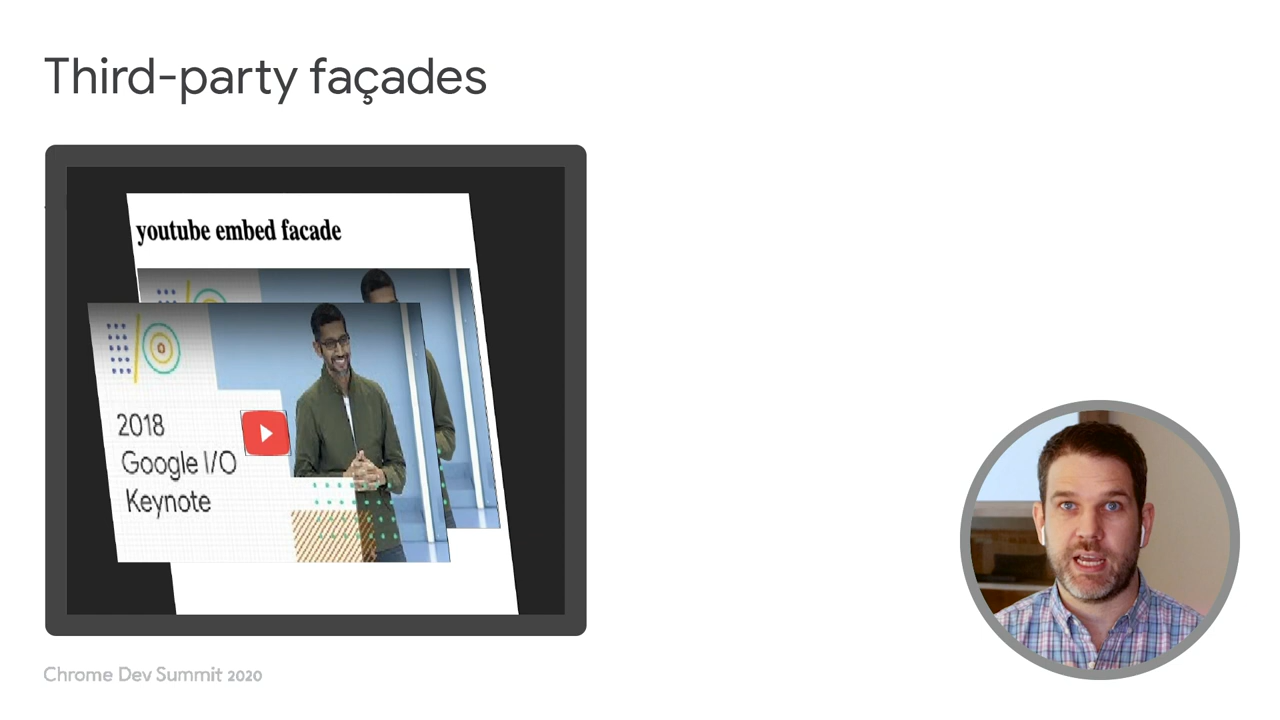 Third-party façades
youtube embed facade
2018
Google I/O
Keynote
Chrome Dev Summit 2020